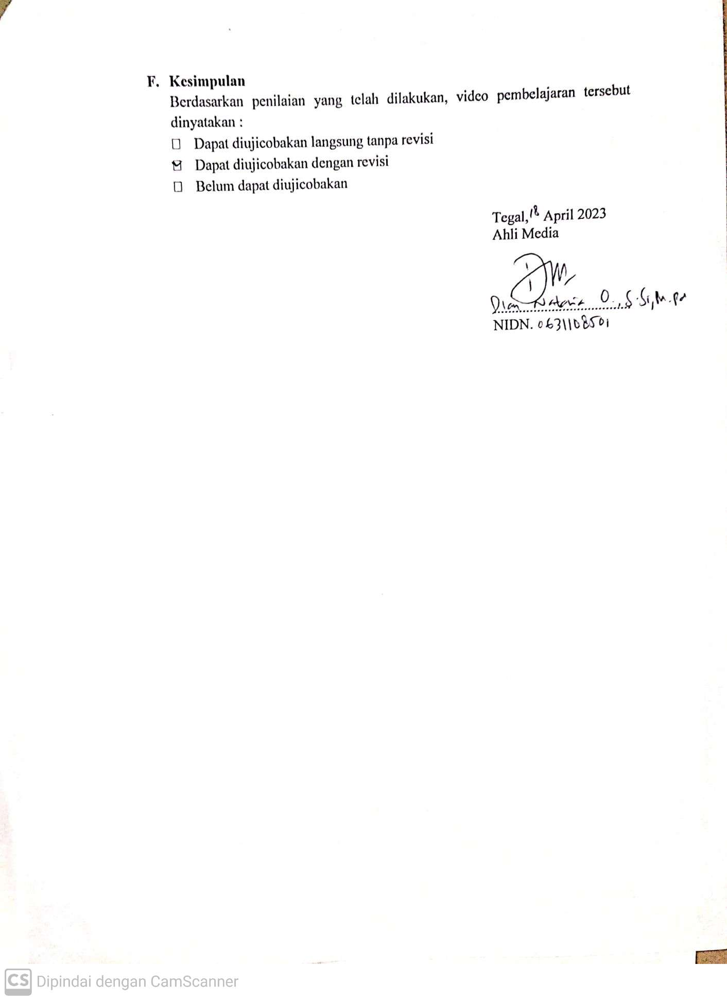 F. Kesimpulan
Berdasarkan penilaian yang telah dilakukan, video pembelajaran tersebut
dinyatakan :
☐ Dapat diujicobakan langsung tanpa revisi
☑ Dapat diujicobakan dengan revisi
☐ Belum dapat diujicobakan
Tegal, 18 April 2023
Ahli Media
Dian Nataria O., S.Si, M.Pd
NIDN. 0631108501
CS Dipindai dengan CamScanner